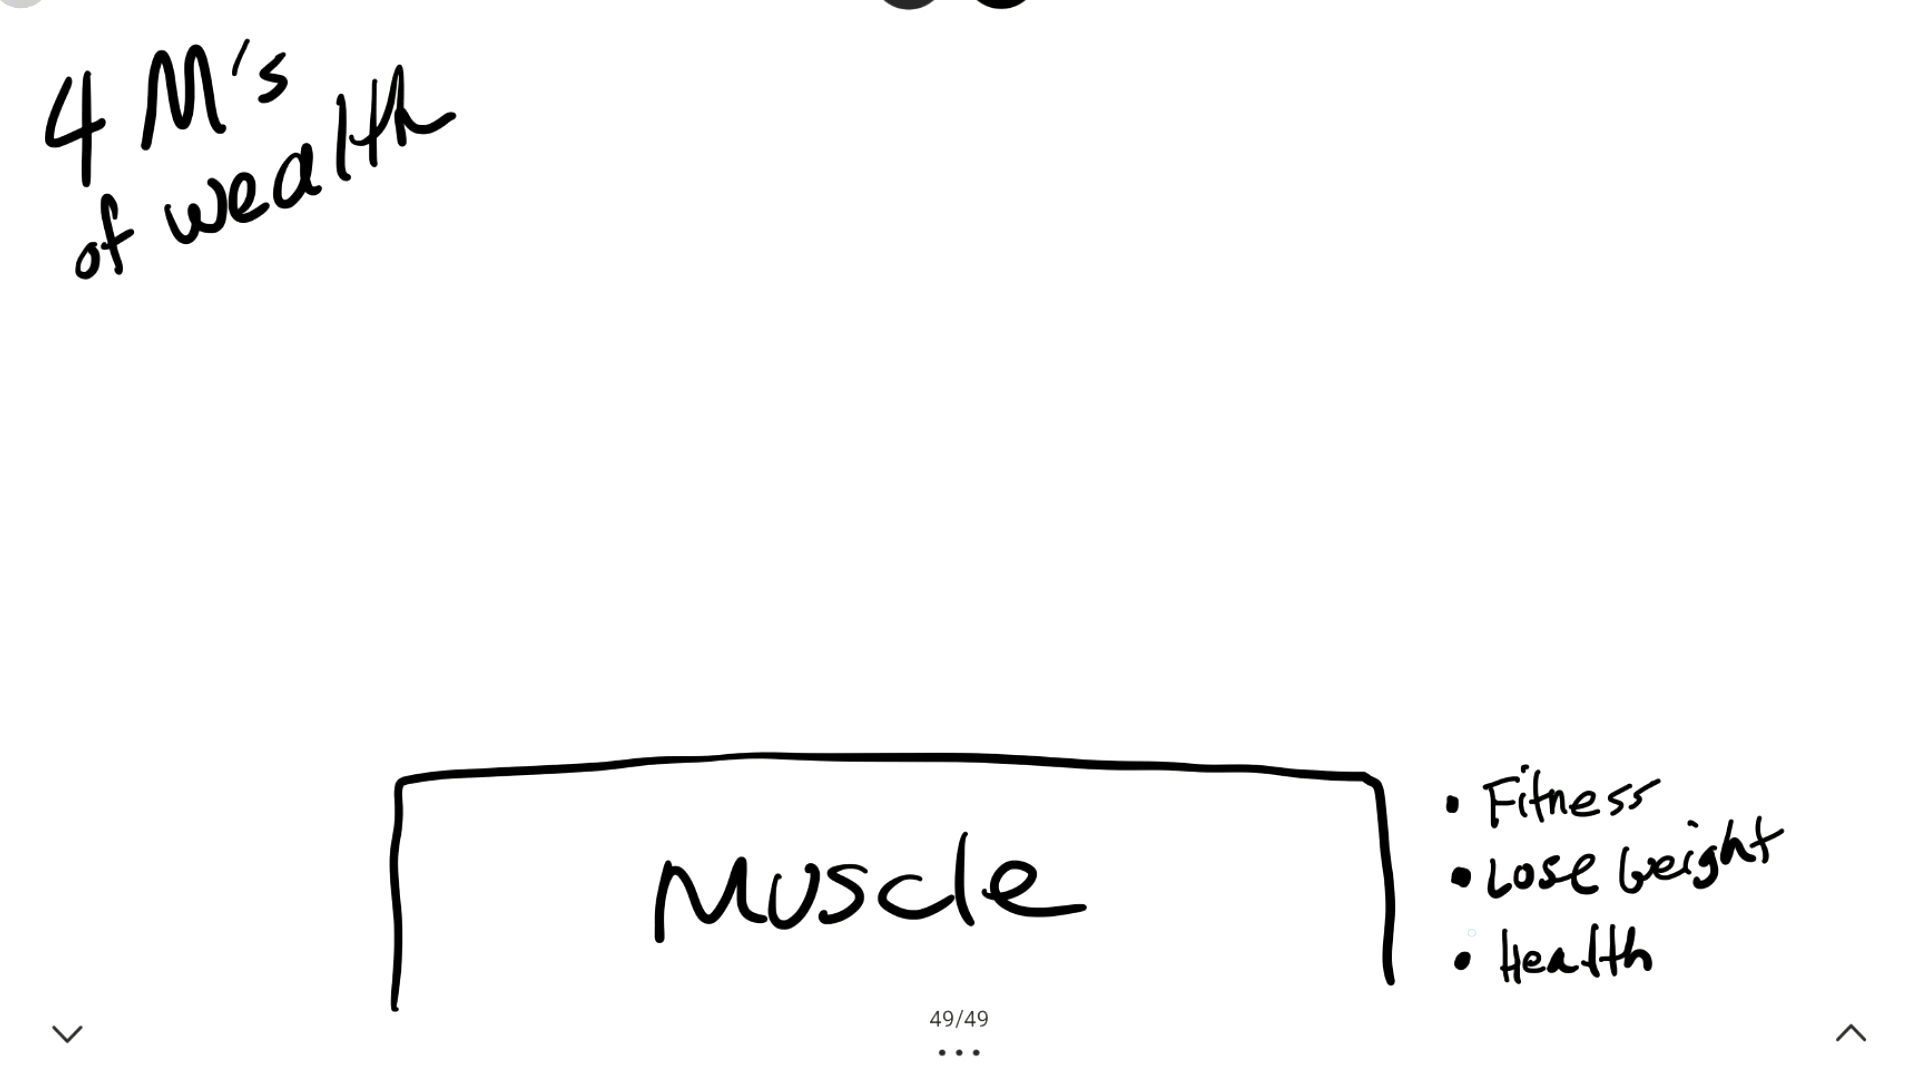 4 M's
of wealth
Muscle
• Fitness
• Lose weight
• Health
49/49